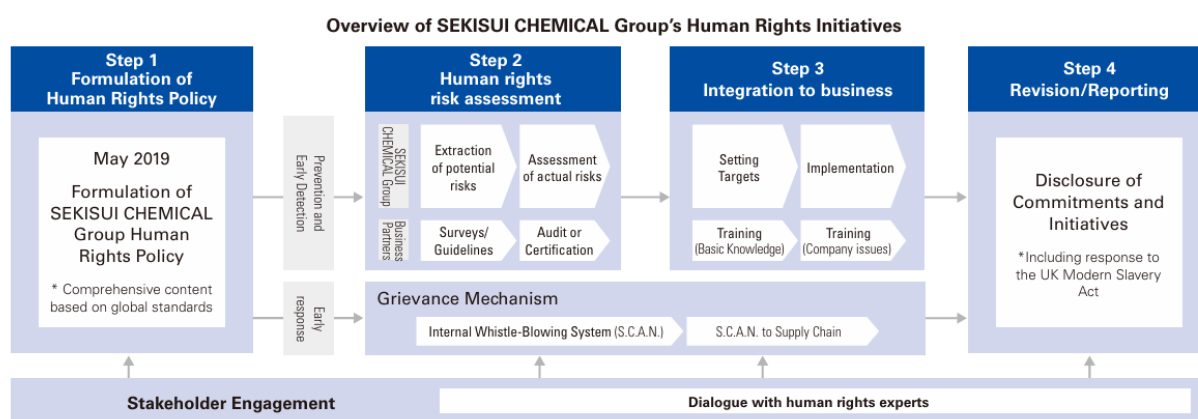 Overview of SEKISUI CHEMICAL Group's Human Rights Initiatives
Step 1
Formulation of
Human Rights Policy
May 2019
Formulation of
SEKISUI CHEMICAL
Group Human
Rights Policy
* Comprehensive content
based on global standards
Prevention and
Early Detection
Early
response
Step 2
Human rights
risk assessment
SEKISUI
CHEMICAL Group
Extraction
of potential
risks
Assessment
of actual risks
Business
Partners
Surveys/
Guidelines
Audit or
Certification
Step 3
Integration to business
Setting
Targets
Implementation
Training
(Basic Knowledge)
Training
(Company issues)
Grievance Mechanism
Internal Whistle-Blowing System (S.C.A.N.)
S.C.A.N. to Supply Chain
Step 4
Revision/Reporting
Disclosure of
Commitments and
Initiatives
*Including response to
the UK Modern Slavery
Act
Stakeholder Engagement
Dialogue with human rights experts